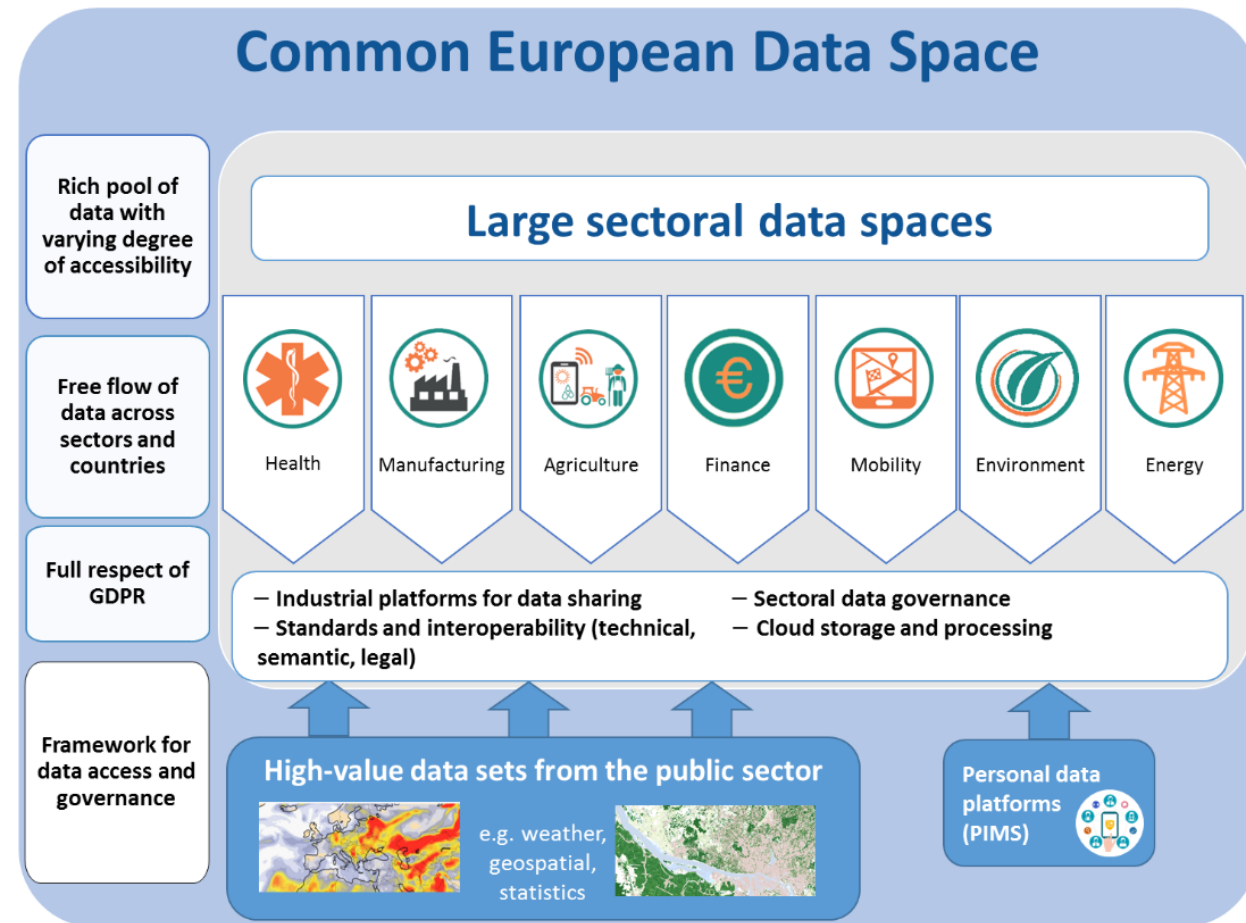 Common European Data Space
Rich pool of
data with
varying degree
of accessibility
Free flow of
data across
sectors and
countries
Full respect of
GDPR
Framework for
data access and
governance
Large sectoral data spaces
Health
Manufacturing
Agriculture
Finance
Mobility
Environment
Energy
– Industrial platforms for data sharing
– Standards and interoperability (technical,
semantic, legal)
– Sectoral data governance
– Cloud storage and processing
High-value data sets from the public sector
e.g. weather,
geospatial,
statistics
Personal data
platforms
(PIMS)